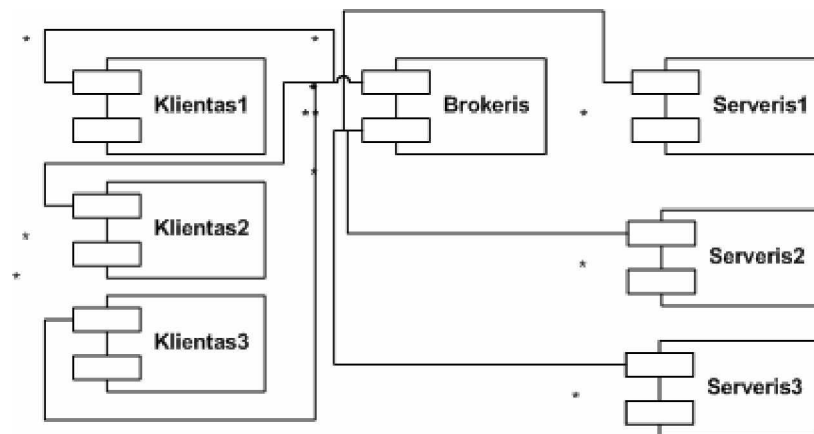 * *
Klientas1 Brokeris Serveris1
* ** *
*
Klientas2
* Serveris2
* *
Klientas3
Serveris3
*